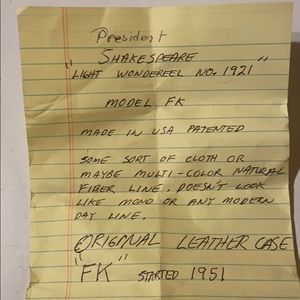 President
SHAKESPEARE
"LIGHT WONDEREEL NO. 1921"
MODEL FK
MADE IN USA PATENTED
SOME SORT OF CLOTH OR
MAYBE MULTI-COLOR NATURAL
FIBER LINE. DOESN'T LOOK
LIKE MONO OR ANY MODERN
DAY LINE.
ORIGINUAL LEATHER CASE
"FK" STARTED 1951